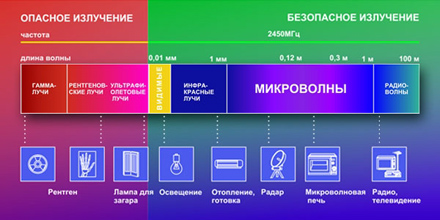 ОПАСНОЕ ИЗЛУЧЕНИЕ БЕЗОПАСНОЕ ИЗЛУЧЕНИЕ
частота 2450МГц
длина волны 0,01 мм 1 мм 0,12 м 0,3 м 1 м 100 м
ГАММА-
ЛУЧИ
РЕНТГЕНОВ-
СКИЕ ЛУЧИ
УЛЬТРАФИ-
ОЛЕТОВЫЕ
ЛУЧИ
ВИДИМЫЕ
ИНФРА-
КРАСНЫЕ
ЛУЧИ
МИКРОВОЛНЫ
РАДИО-
ВОЛНЫ
Рентген
Лампа для
загара
Освещение
Отопление,
готовка
Радар
Микроволновая
печь
Радио,
телевидение